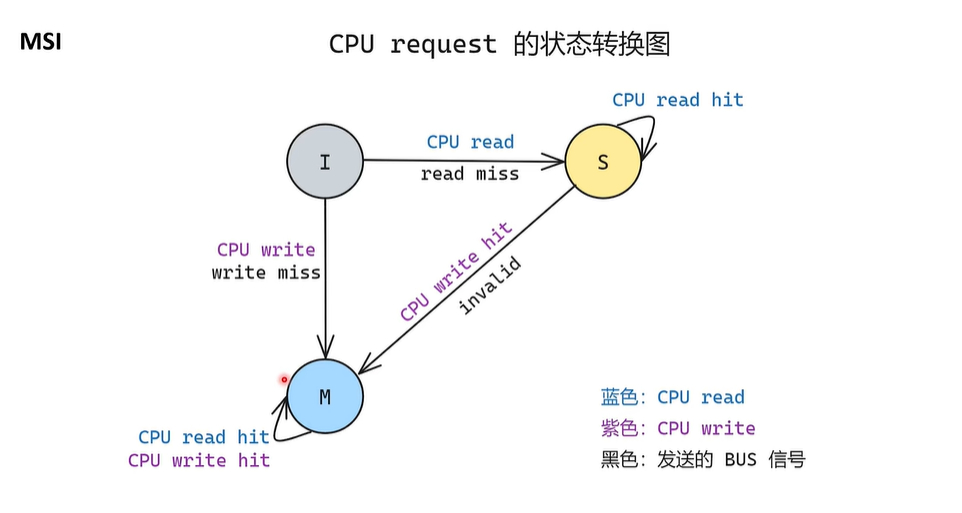 MSI
CPU request 的状态转换图
CPU read hit
I
CPU read
read miss
S
CPU write
write miss
CPU write hit
invalid
M
CPU read hit
CPU write hit
蓝色：CPU read
紫色：CPU write
黑色：发送的 BUS 信号